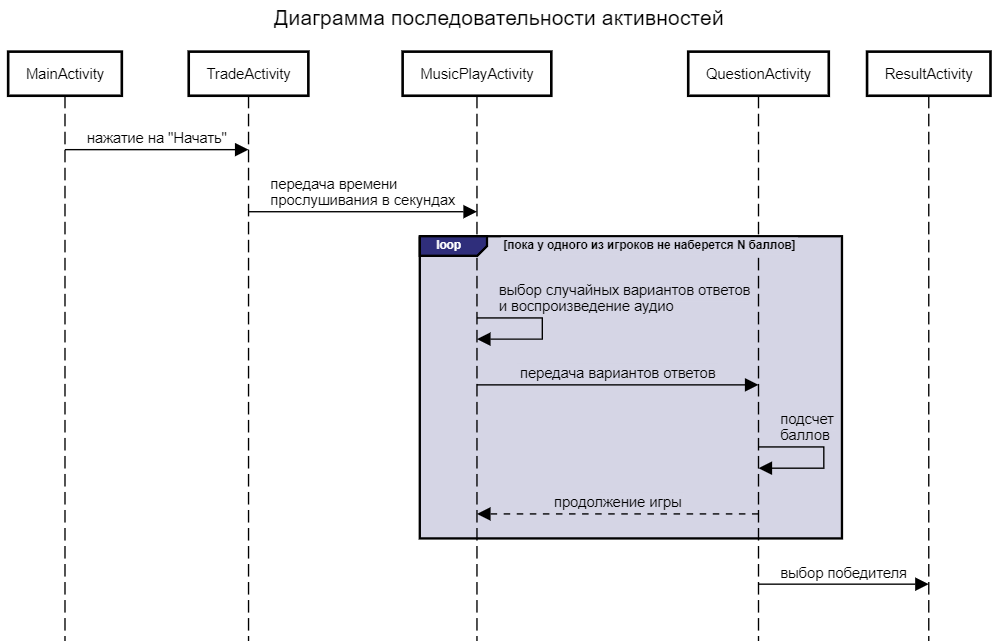 Диаграмма последовательности активностей
MainActivity
TradeActivity
MusicPlayActivity
QuestionActivity
ResultActivity
нажатие на "Начать"
передача времени
прослушивания в секундах
loop
[пока у одного из игроков не наберется N баллов]
выбор случайных вариантов ответов
и воспроизведение аудио
передача вариантов ответов
подсчет
баллов
продолжение игры
выбор победителя